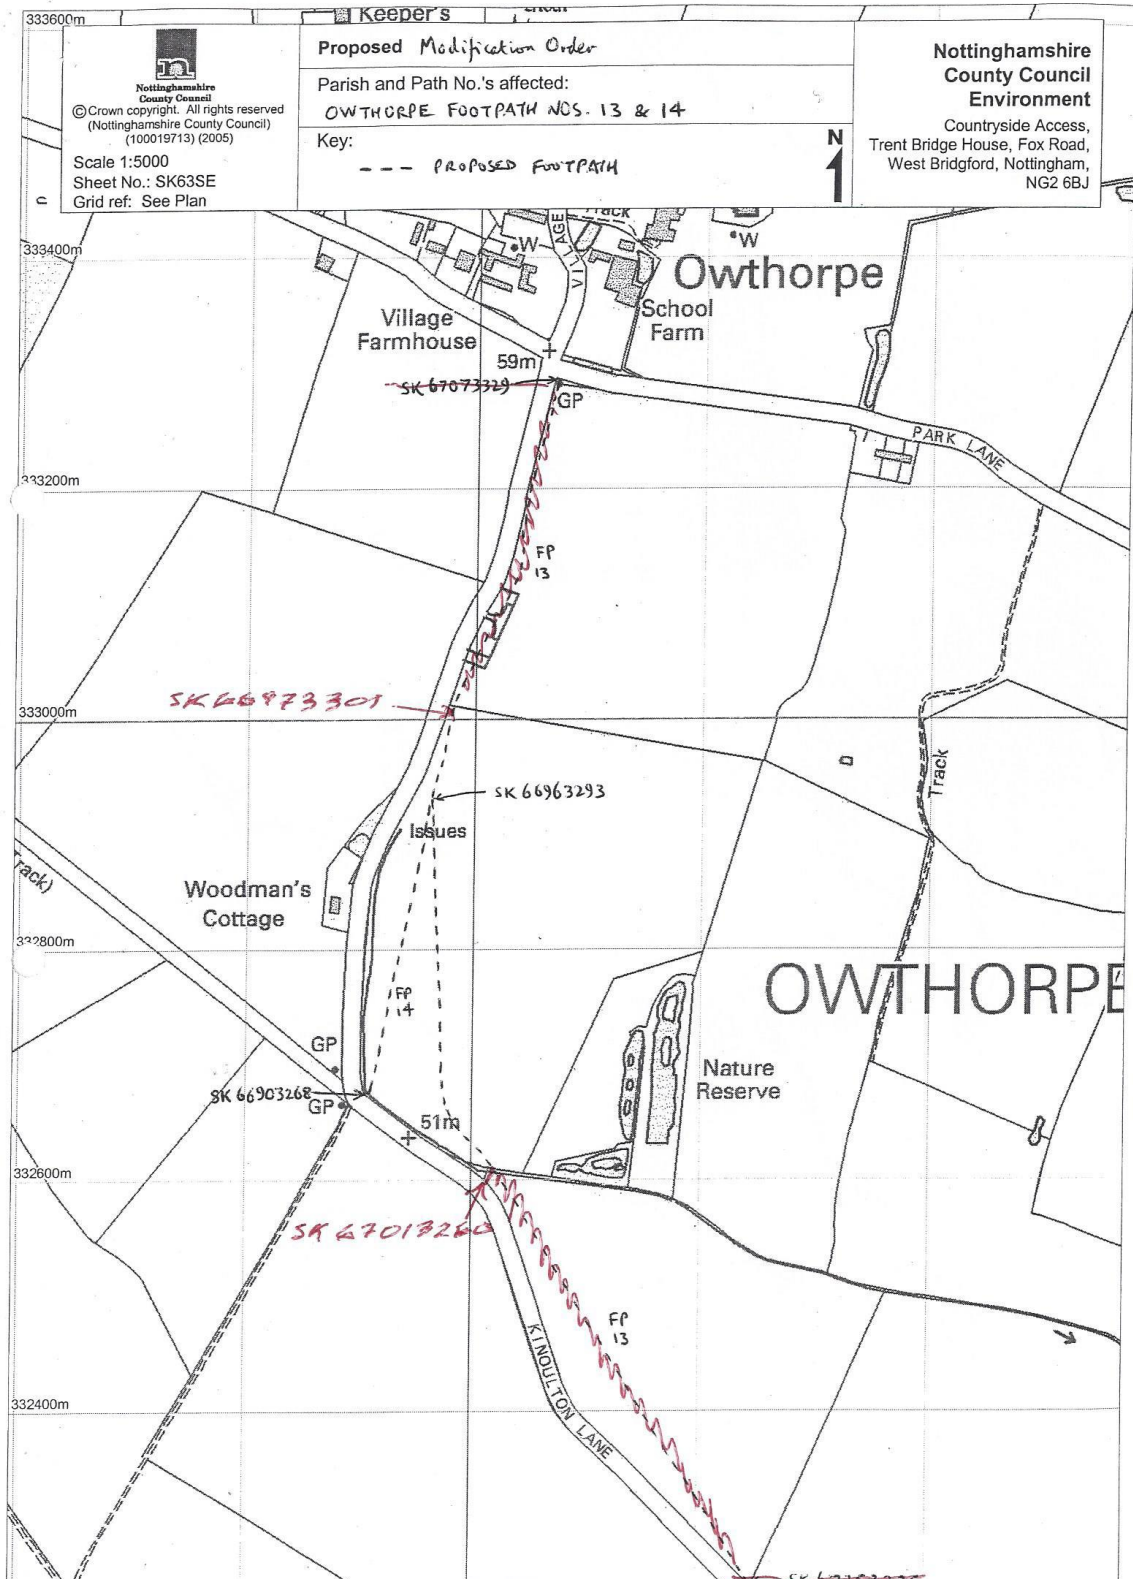 333600m
Keeper's
Nottinghamshire
County Council
© Crown copyright. All rights reserved
(Nottinghamshire County Council)
(100019713) (2005)
Scale 1:5000
Sheet No.: SK63SE
Grid ref: See Plan
Proposed Modification Order
Parish and Path No.'s affected:
OWTHORPE FOOTPATH NOS. 13 & 14
Key:
--- PROPOSED FOOTPATH
N
Nottinghamshire
County Council
Environment
Countryside Access,
Trent Bridge House, Fox Road,
West Bridgford, Nottingham,
NG2 6BJ
Track
VILLAGE
W
W
333400m
Owthorpe
School
Farm
Village
Farmhouse
59m
SK 67073329
GP
PARK LANE
333200m
FP
13
SK 66973301
333000m
SK 66963293
Track
Issues
Woodman's
Cottage
Track)
332800m
OWTHORPE
FP
14
GP
Nature
Reserve
SK 66903268
GP
51m
332600m
SK 67013260
FP
13
KINOULTON LANE
332400m